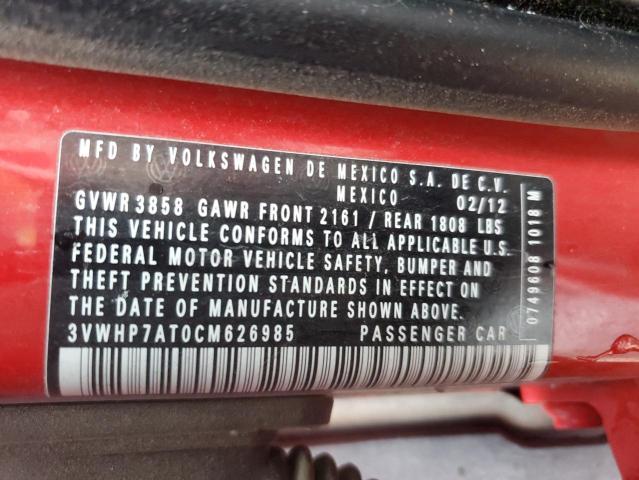 MFD BY VOLKSWAGEN DE MEXICO S.A. DE C.V.
MEXICO 02/12
GVWR 3858 GAWR FRONT 2161 / REAR 1808 LBS
THIS VEHICLE CONFORMS TO ALL APPLICABLE U.S.
FEDERAL MOTOR VEHICLE SAFETY, BUMPER AND
THEFT PREVENTION STANDARDS IN EFFECT ON
THE DATE OF MANUFACTURE SHOWN ABOVE.
3VWHP7AT0CM626985 PASSENGER CAR
0749608 1018 M